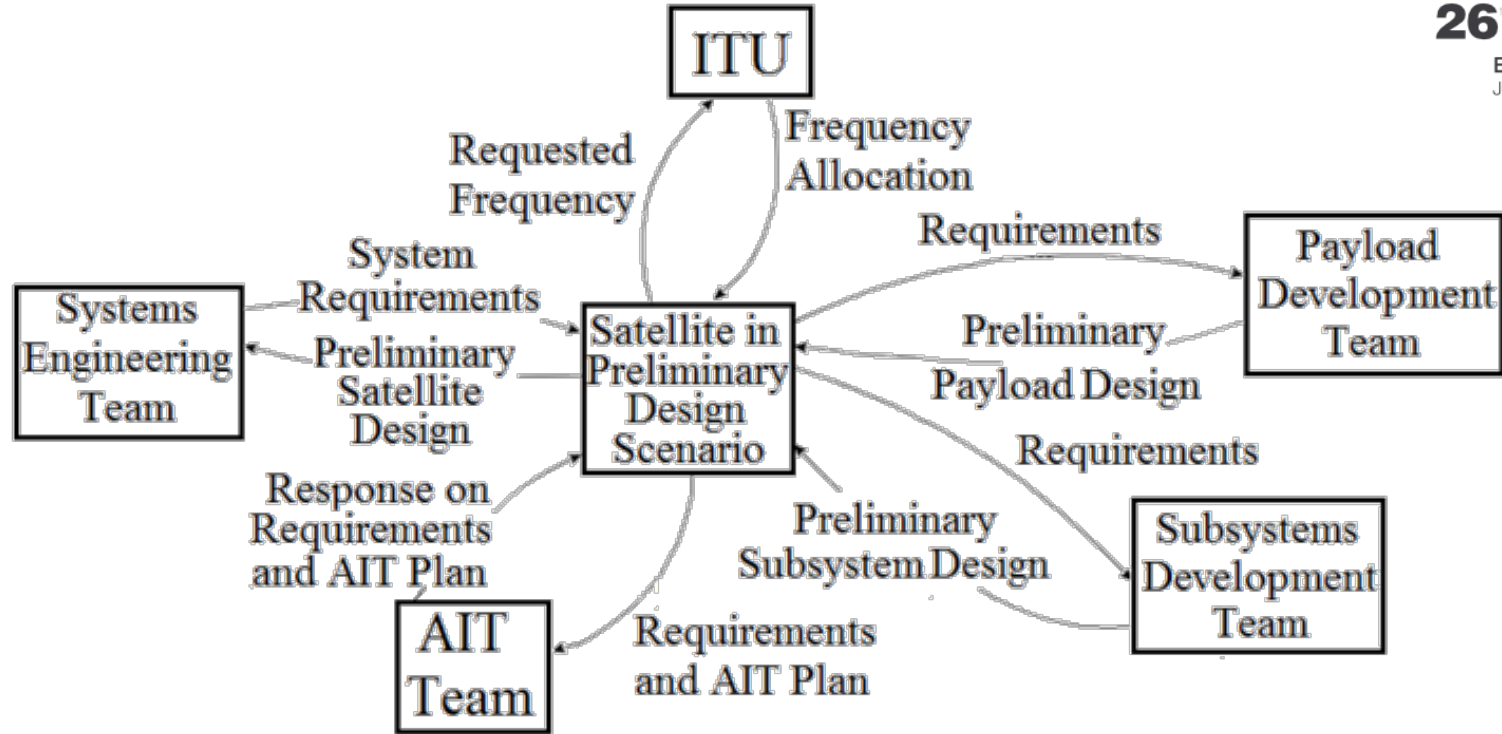 26
ITU
Requested
Frequency
Frequency
Allocation
System
Requirements
Requirements
Payload
Development
Team
Systems
Engineering
Team
Satellite in
Preliminary
Design
Scenario
Preliminary
Satellite
Design
Preliminary
Payload Design
Requirements
Response on
Requirements
and AIT Plan
Preliminary
Subsystem Design
Subsystems
Development
Team
AIT
Team
Requirements
and AIT Plan